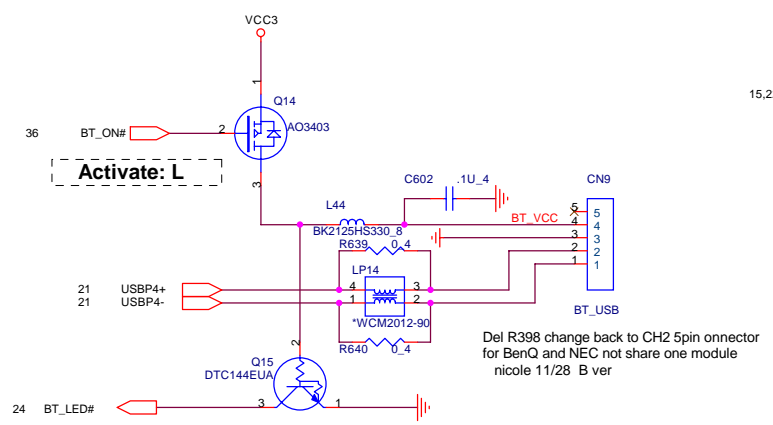 VCC3
1
Q14
15,2
36 BT_ON# 2 AO3403
Activate: L
3
C602 .1U_4
CN9
L44
BT_VCC
5 5
4 4
3 3
2 2
1 1
BK2125HS330_8
R639 0_4
LP14
21 USBP4+ 4 3
21 USBP4- 1 2
*WCM2012-90
BT_USB
R640 0_4
Del R398 change back to CH2 5pin onnector
for BenQ and NEC not share one module
nicole 11/28 B ver
2
Q15
DTC144EUA
24 BT_LED# 3 1